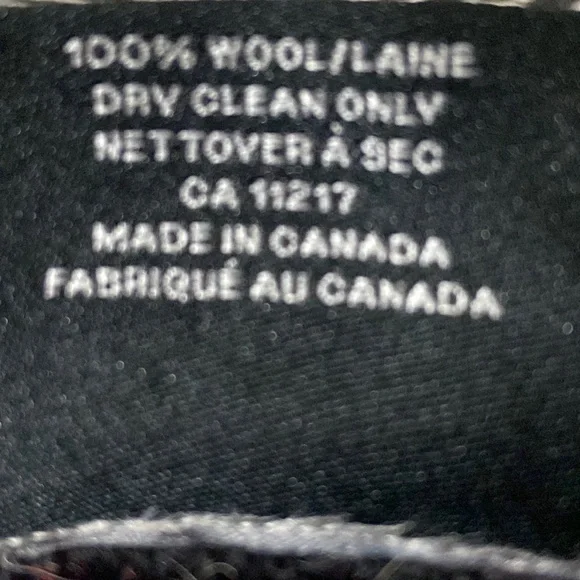 100% WOOL/LAINE
DRY CLEAN ONLY
NETTOYER À SEC
CA 11217
MADE IN CANADA
FABRIQUÉ AU CANADA